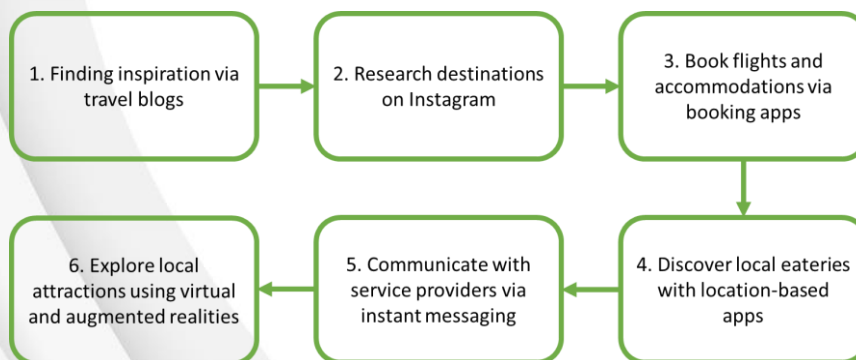 1. Finding inspiration via
travel blogs
2. Research destinations
on Instagram
3. Book flights and
accommodations via
booking apps
4. Discover local eateries
with location-based
apps
5. Communicate with
service providers via
instant messaging
6. Explore local
attractions using virtual
and augmented realities